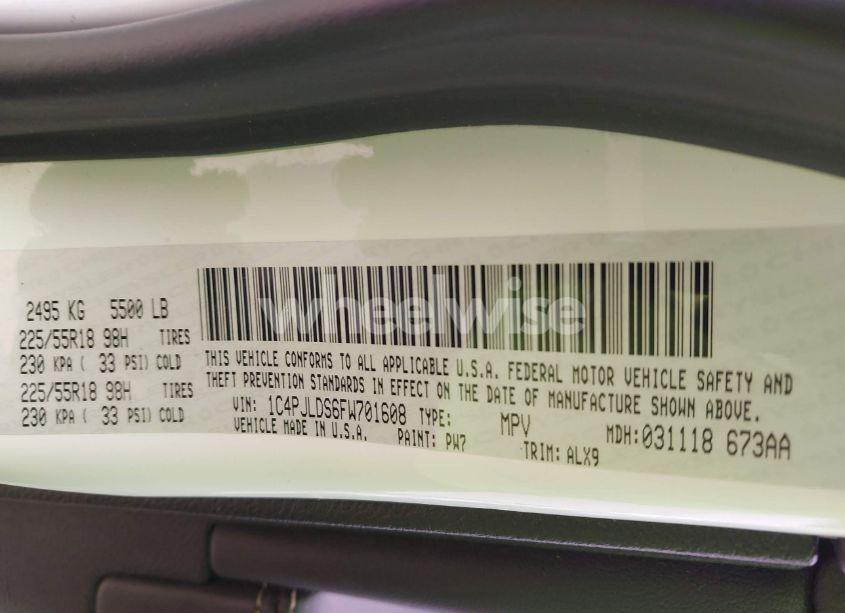 wheelwise
2495 KG 5500 LB
225/55R18 98H TIRES
230 KPA ( 33 PSI) COLD
225/55R18 98H TIRES
230 KPA ( 33 PSI) COLD
THIS VEHICLE CONFORMS TO ALL APPLICABLE U.S.A. FEDERAL MOTOR VEHICLE SAFETY AND
THEFT PREVENTION STANDARDS IN EFFECT ON THE DATE OF MANUFACTURE SHOWN ABOVE.
VIN: 1C4PJLDS6FW701608 TYPE: MPV MDH:031118 673AA
VEHICLE MADE IN U.S.A. PAINT: PW7 TRIM: ALX9